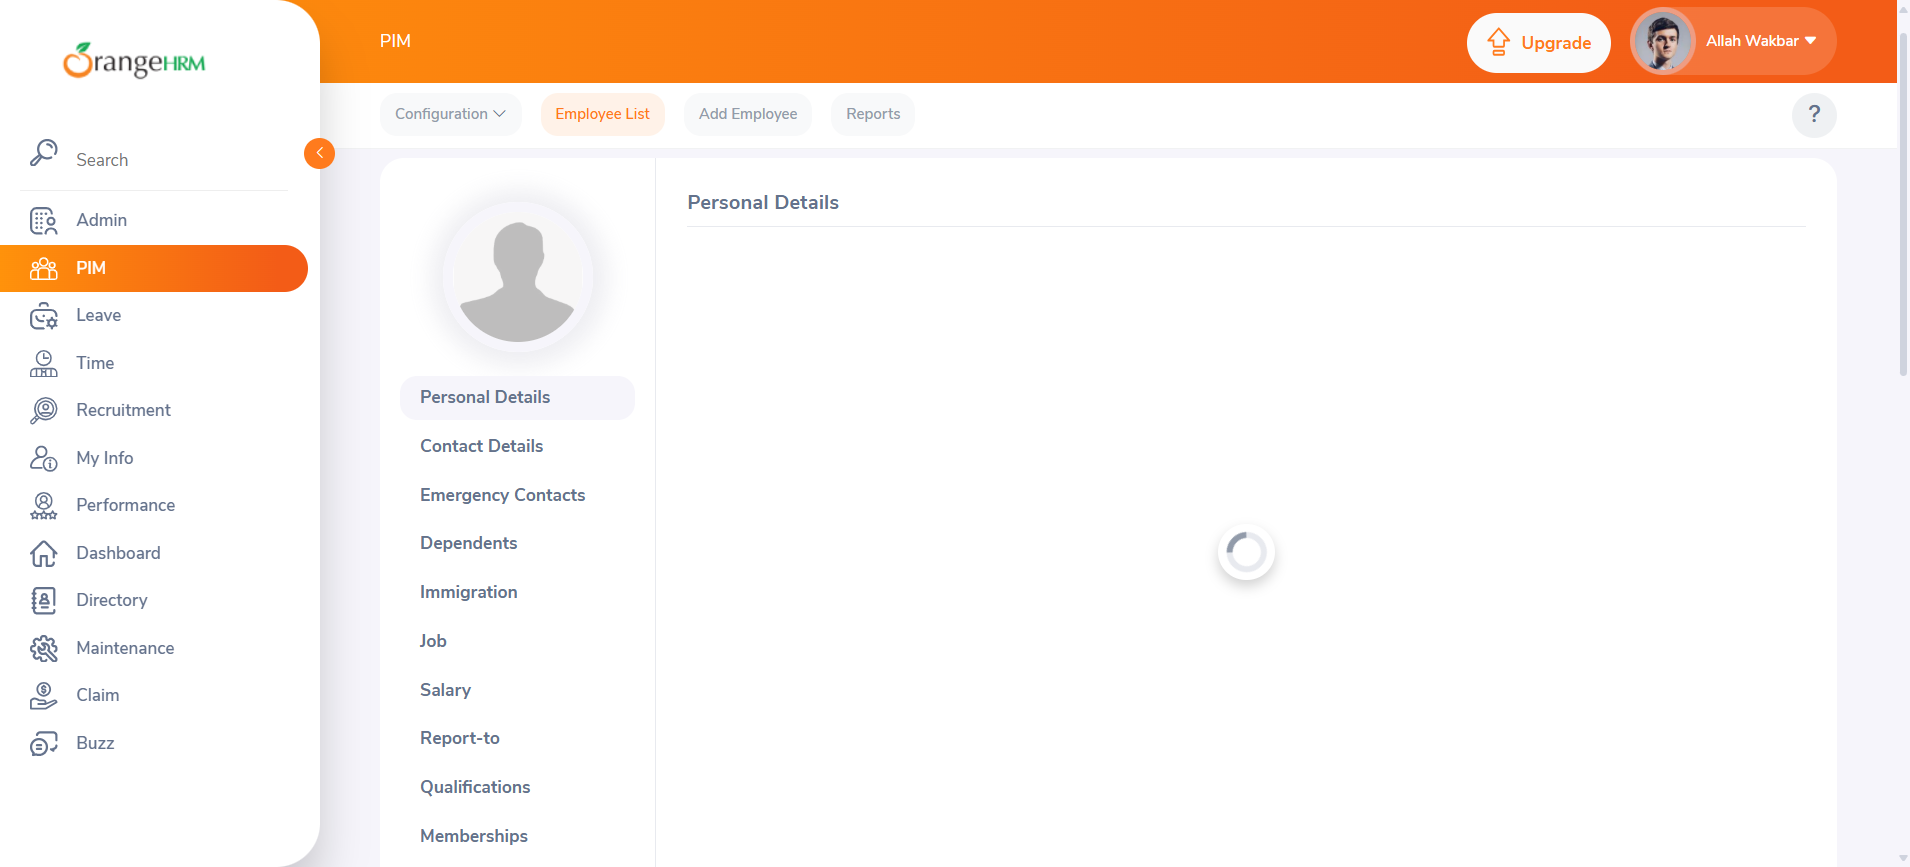 OrangeHRM
PIM
Upgrade
Allah Wakbar
Configuration
Employee List
Add Employee
Reports
?
Search
Admin
PIM
Leave
Time
Recruitment
My Info
Performance
Dashboard
Directory
Maintenance
Claim
Buzz
Personal Details
Contact Details
Emergency Contacts
Dependents
Immigration
Job
Salary
Report-to
Qualifications
Memberships
Personal Details